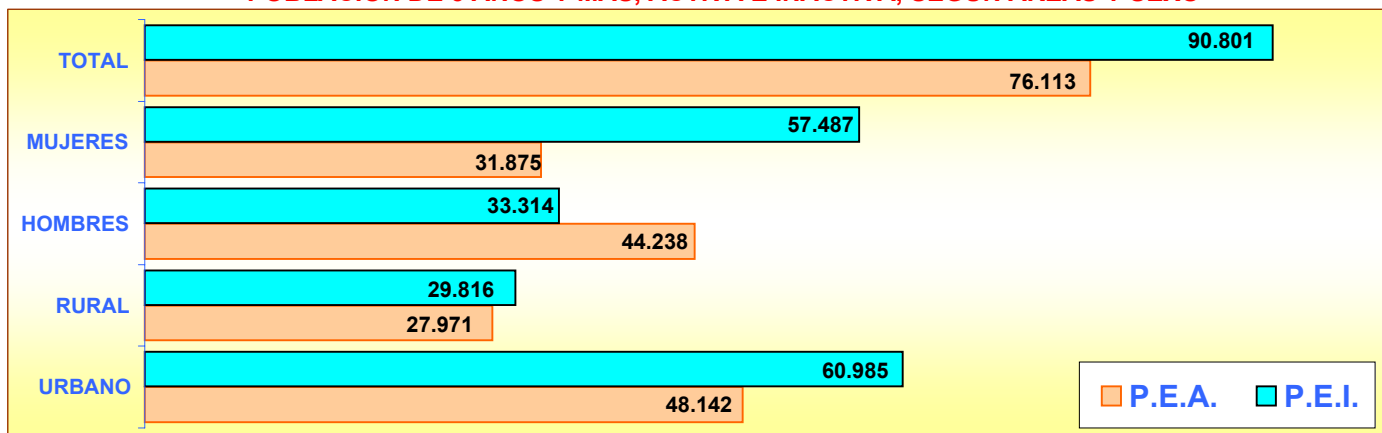 TOTAL
90.801
76.113
MUJERES
57.487
31.875
HOMBRES
33.314
44.238
RURAL
29.816
27.971
URBANO
60.985
48.142
P.E.A. P.E.I.